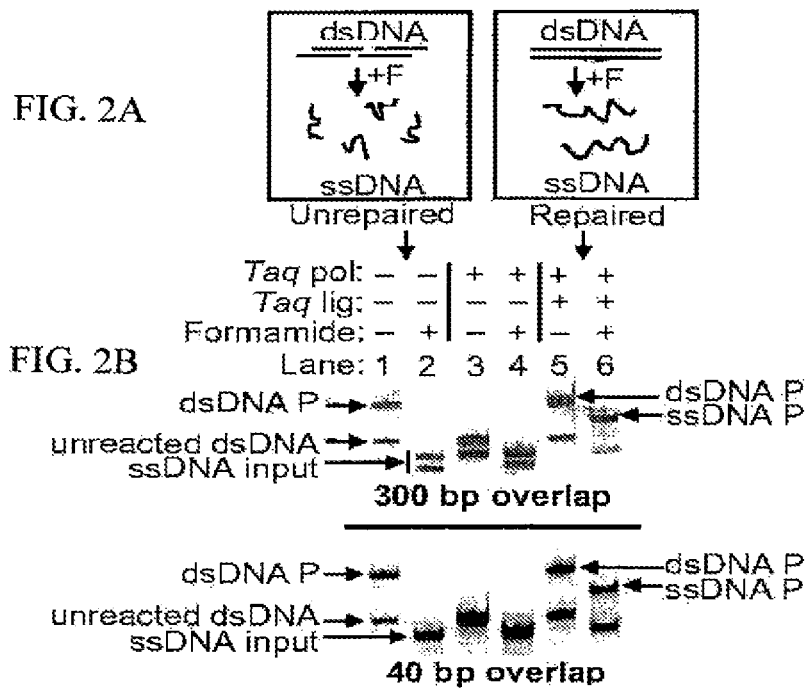 dsDNA dsDNA
+F +F
FIG. 2A
ssDNA ssDNA
Unrepaired Repaired
Taq pol: – – + + + +
Taq lig: – – – – + +
Formamide: – + – + – +
FIG. 2B
Lane: 1 2 3 4 5 6
dsDNA P dsDNA P
ssDNA P
unreacted dsDNA
ssDNA input
300 bp overlap
dsDNA P dsDNA P
ssDNA P
unreacted dsDNA
ssDNA input
40 bp overlap